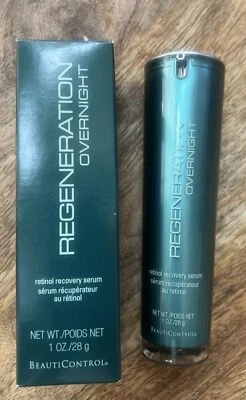 REGENERATION
OVERNIGHT
retinol recovery serum
sérum récupérateur
au rétinol
NET WT./POIDS NET
1 OZ./28 g
BEAUTICONTROL®
REGENERATION
OVERNIGHT
retinol recovery serum
sérum récupérateur
au rétinol
NET WT./POIDS NET
1 OZ./28 g
BEAUTICONTROL®